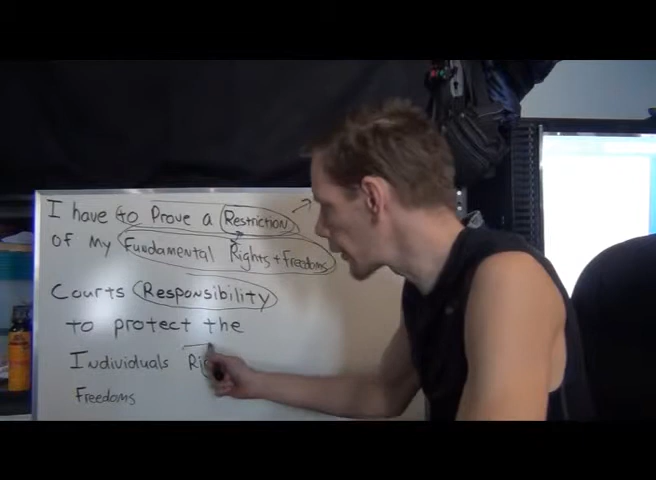 I have to Prove a Restriction
of my Fundamental Rights + Freedoms
Courts Responsibility
to protect the
Individuals
Freedoms